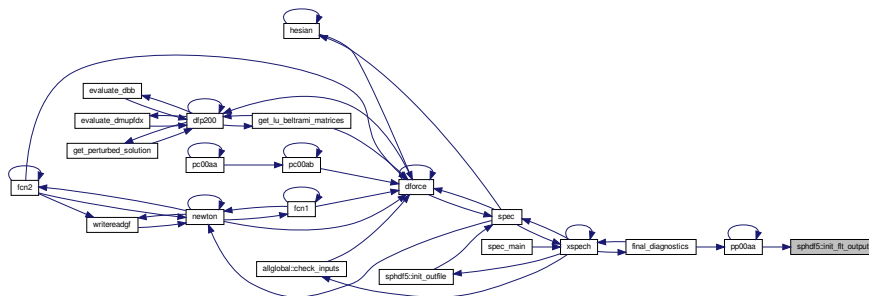 hesian
evaluate_dbb
evaluate_dmupfdx
dfp200
get_lu_beltrami_matrices
get_perturbed_solution
pc00aa
pc00ab
fcn2
dforce
newton
fcn1
writereadgf
spec
spec_main
xspech
final_diagnostics
pp00aa
sphdf5::init_flt_output
allglobal::check_inputs
sphdf5::init_outfile